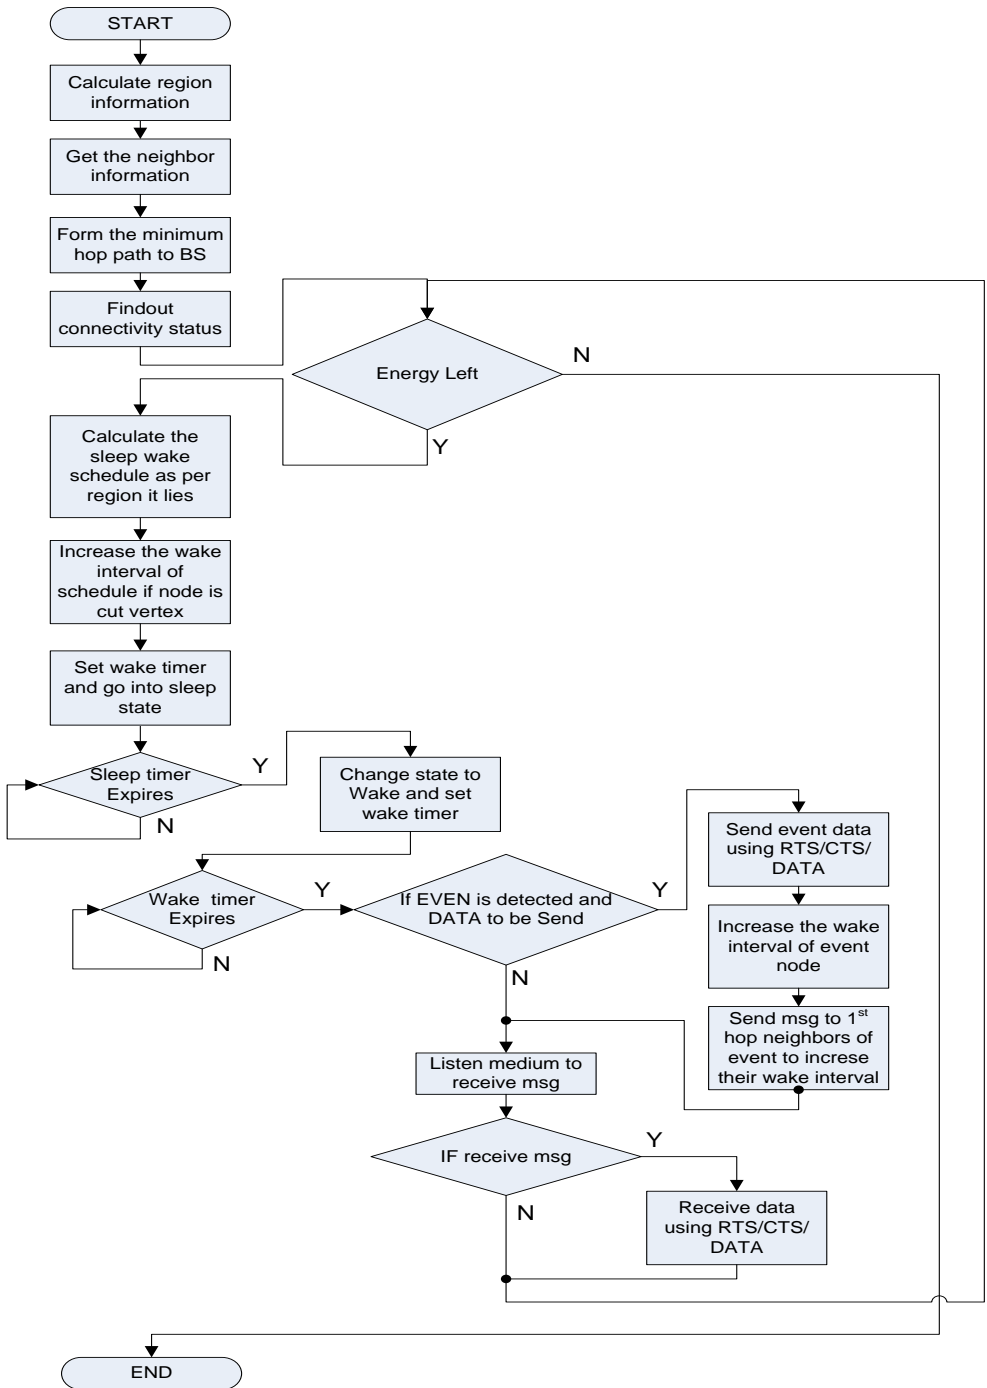 START
Calculate region
information
Get the neighbor
information
Form the minimum
hop path to BS
Findout
connectivity status
Energy Left
N
Y
Calculate the
sleep wake
schedule as per
region it lies
Increase the wake
interval of
schedule if node is
cut vertex
Set wake timer
and go into sleep
state
Sleep timer
Expires
Y
N
Change state to
Wake and set
wake timer
Wake timer
Expires
Y
N
If EVEN is detected and
DATA to be Send
Y
N
Send event data
using RTS/CTS/
DATA
Increase the wake
interval of event
node
Send msg to 1st
hop neighbors of
event to increse
their wake interval
Listen medium to
receive msg
IF receive msg
Y
N
Receive data
using RTS/CTS/
DATA
END